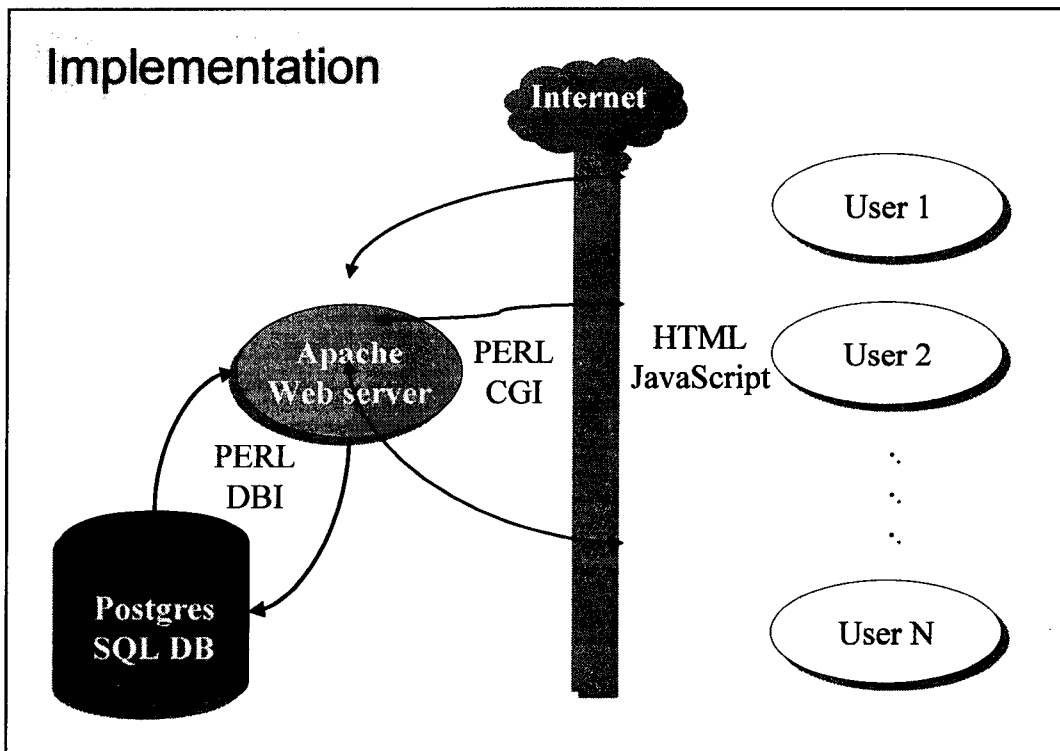 Implementation
Internet
User 1
Apache
Web server
PERL
CGI
HTML
JavaScript
User 2
PERL
DBI
Postgres
SQL DB
User N